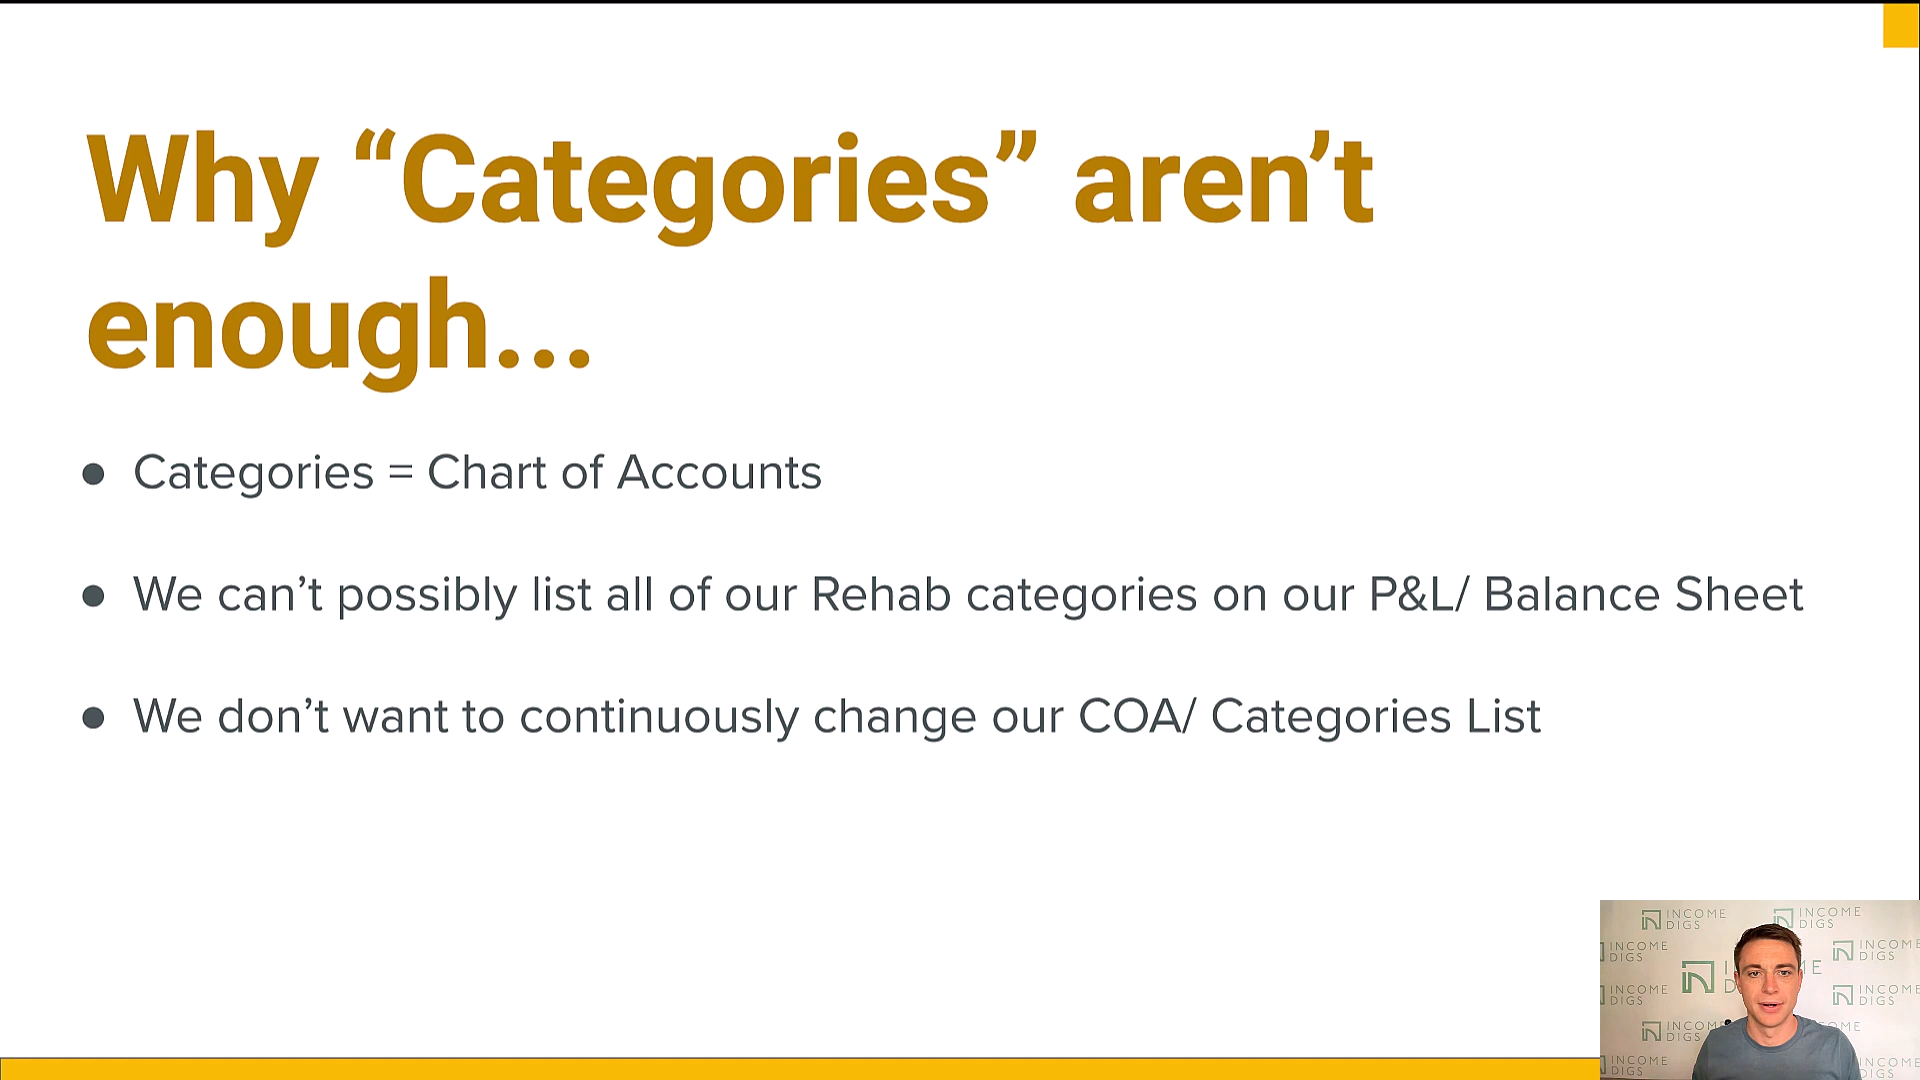 Why “Categories” aren’t
enough...
● Categories = Chart of Accounts
● We can’t possibly list all of our Rehab categories on our P&L/ Balance Sheet
● We don’t want to continuously change our COA/ Categories List
INCOME
DIGS
INCOME
DIGS
INCOME
DIGS
INCOME
DIGS
INCOME
DIGS
INCOME
DIGS
INCOME
DIGS